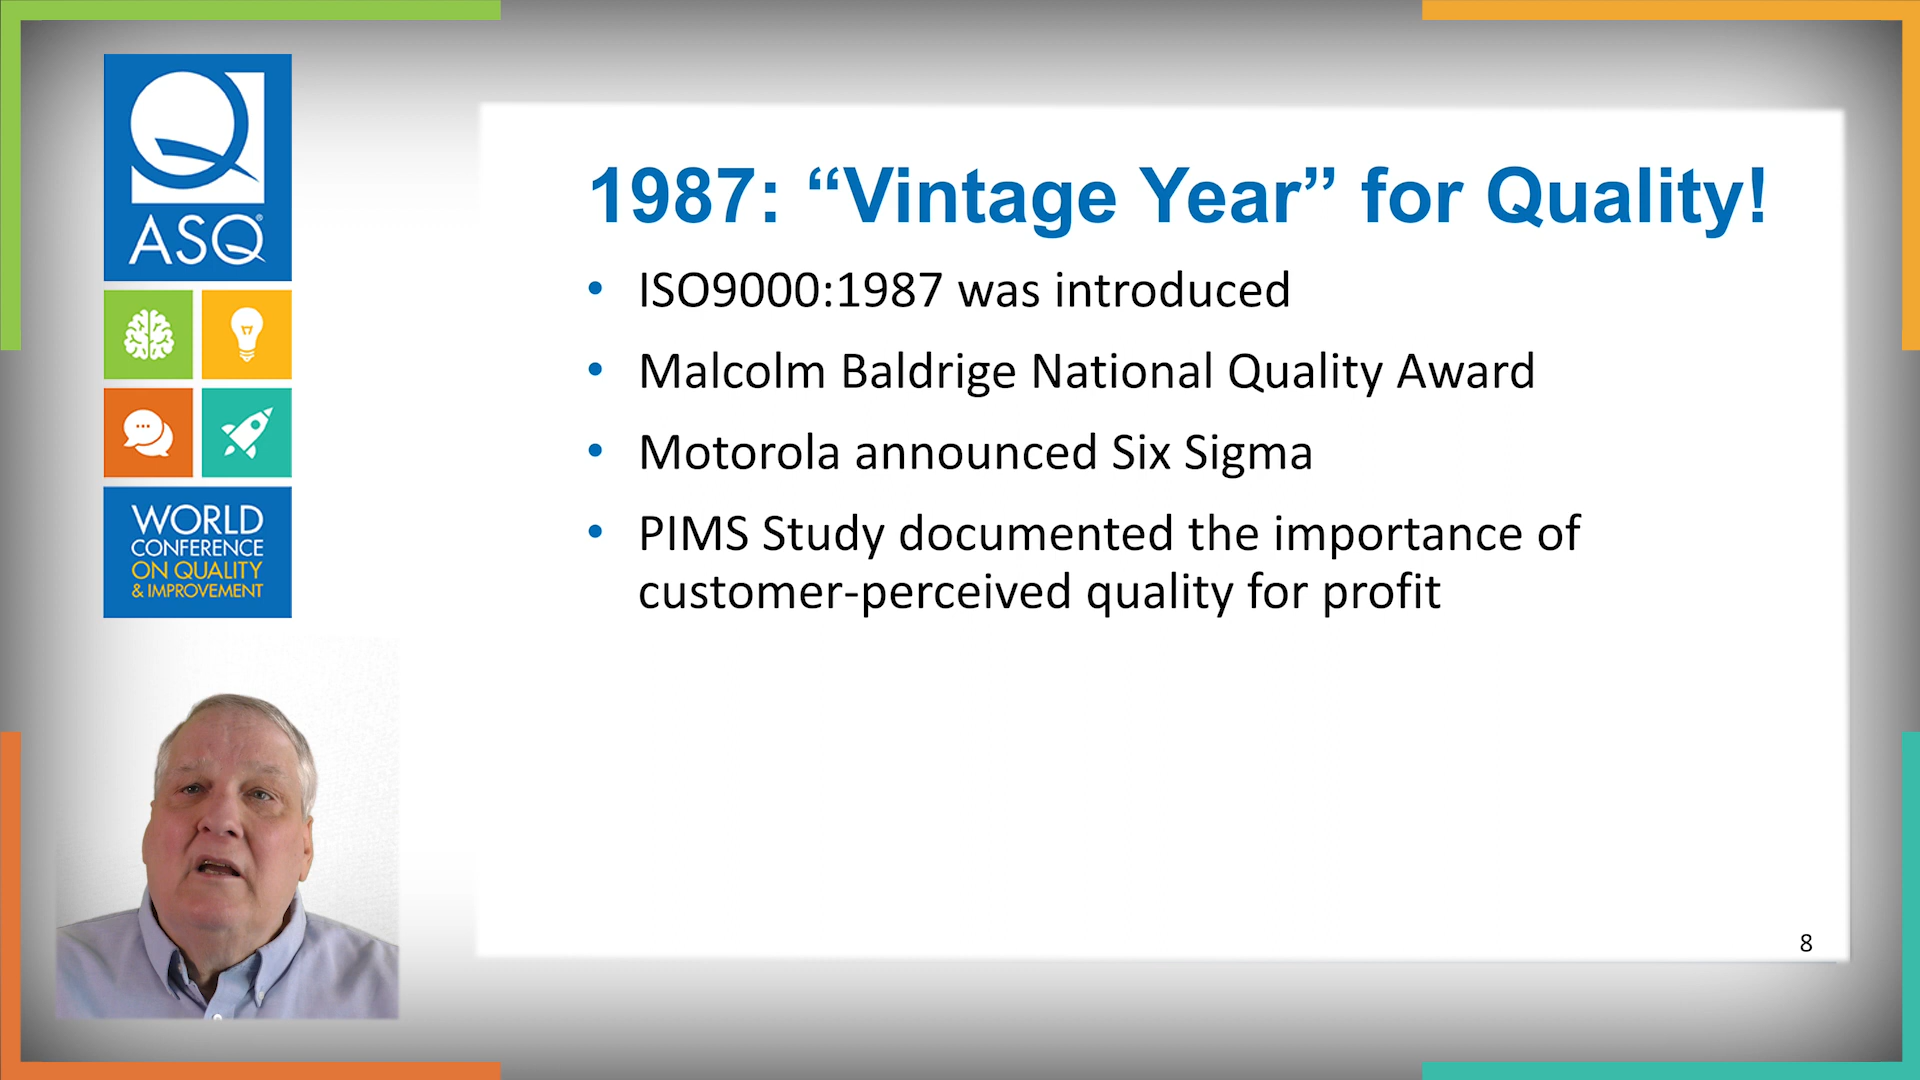 ASQ®
WORLD
CONFERENCE
ON QUALITY
& IMPROVEMENT
1987: “Vintage Year” for Quality!
• ISO9000:1987 was introduced
• Malcolm Baldrige National Quality Award
• Motorola announced Six Sigma
• PIMS Study documented the importance of
customer-perceived quality for profit
8